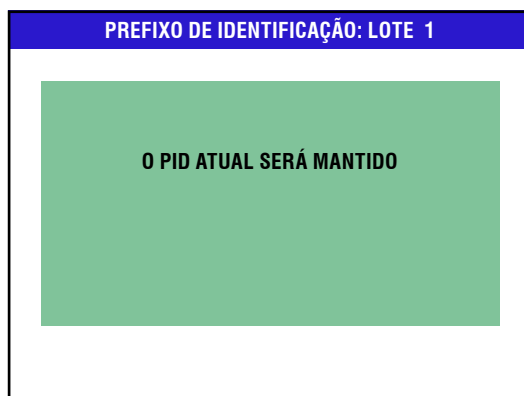 PREFIXO DE IDENTIFICAÇÃO: LOTE 1
O PID ATUAL SERÁ MANTIDO